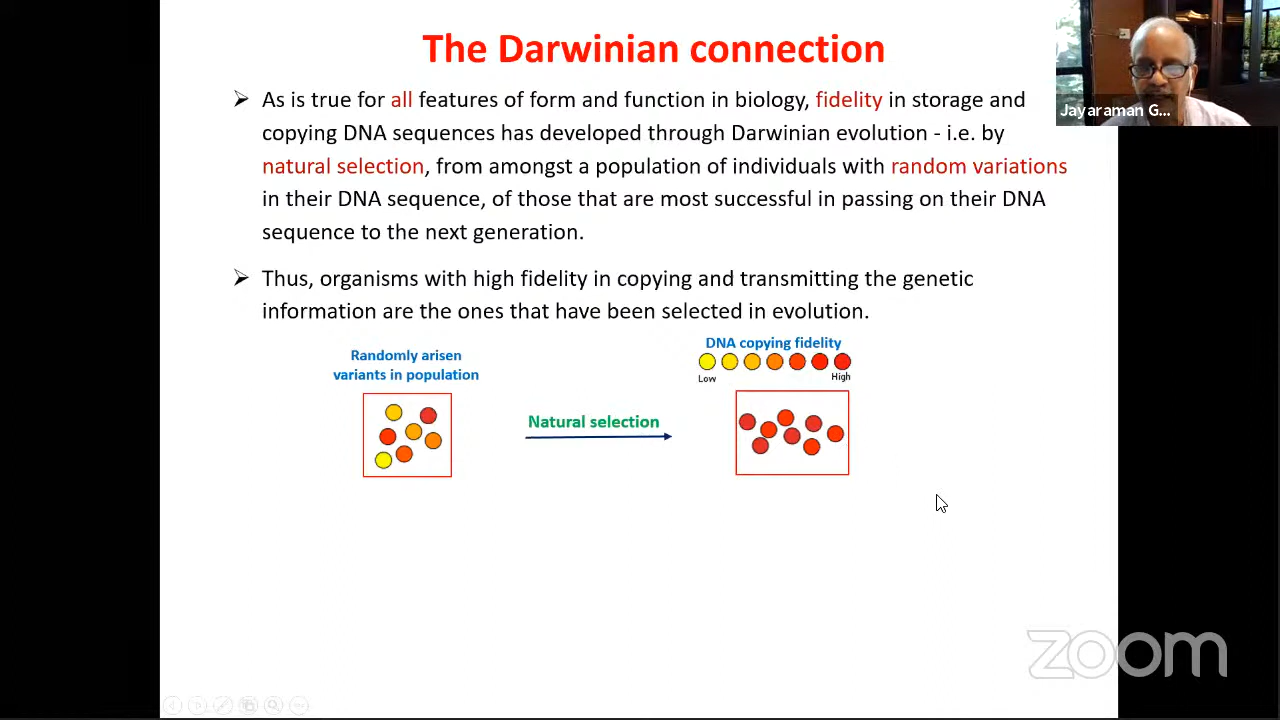 The Darwinian connection
Jayaraman G...
As is true for all features of form and function in biology, fidelity in storage and
copying DNA sequences has developed through Darwinian evolution - i.e. by
natural selection, from amongst a population of individuals with random variations
in their DNA sequence, of those that are most successful in passing on their DNA
sequence to the next generation.
Thus, organisms with high fidelity in copying and transmitting the genetic
information are the ones that have been selected in evolution.
Randomly arisen
variants in population
Natural selection
DNA copying fidelity
Low
High
zoom